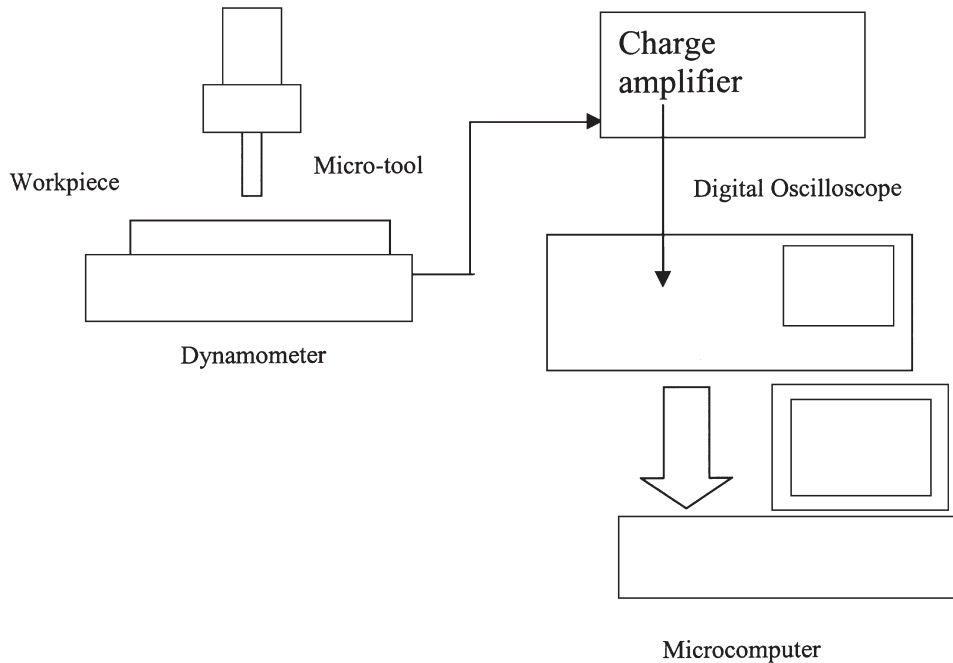 Charge
amplifier
Micro-tool
Workpiece
Digital Oscilloscope
Dynamometer
Microcomputer